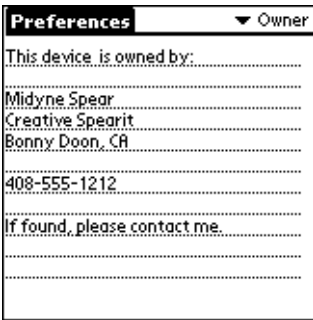 Preferences
Owner
This device is owned by:
Midyne Spear
Creative Spearit
Bonny Doon, CA
408-555-1212
If found, please contact me.